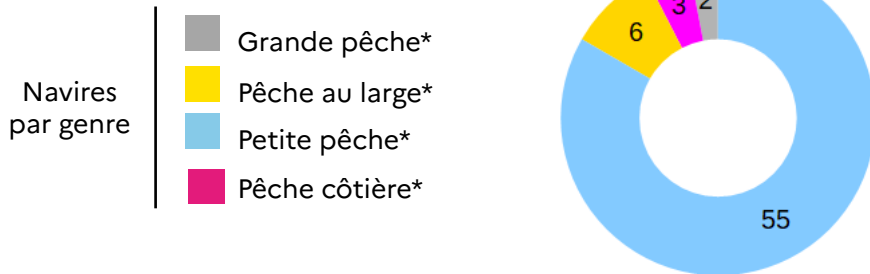 Navires
par genre
Grande pêche*
Pêche au large*
Petite pêche*
Pêche côtière*
2
3
6
55